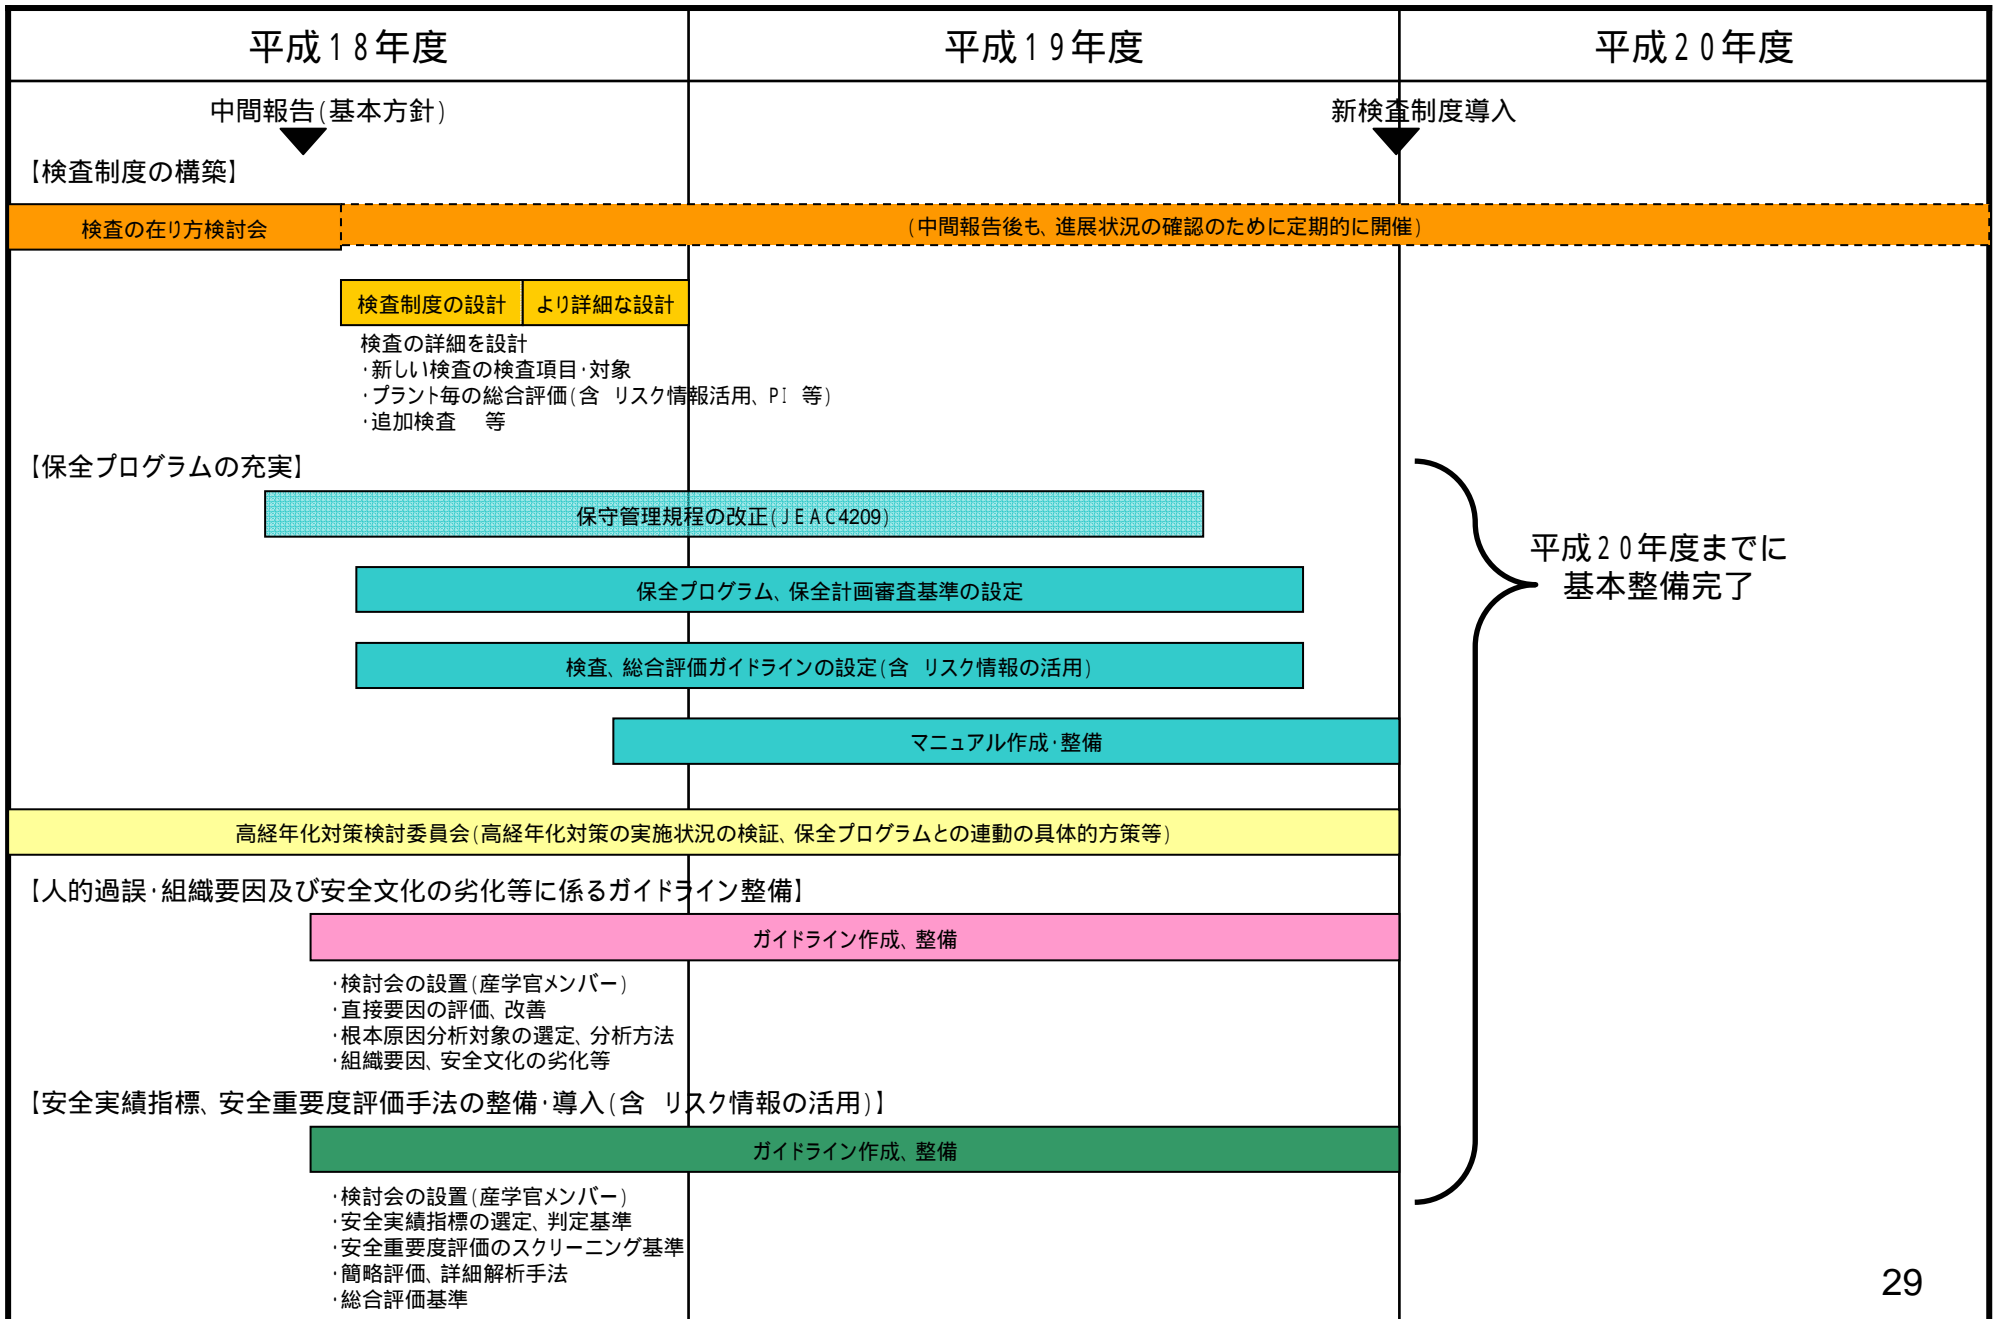 平成18年度
平成19年度
平成20年度
中間報告(基本方針)
新検査制度導入
【検査制度の構築】
検査の在り方検討会
(中間報告後も、進展状況の確認のために定期的に開催)
検査制度の設計
より詳細な設計
検査の詳細を設計
・新しい検査の検査項目・対象
・プラント毎の総合評価(含 リスク情報活用、PI 等)
・追加検査 等
【保全プログラムの充実】
保守管理規程の改正(JEAC4209)
平成20年度までに
基本整備完了
保全プログラム、保全計画審査基準の設定
検査、総合評価ガイドラインの設定(含 リスク情報の活用)
マニュアル作成・整備
高経年化対策検討委員会(高経年化対策の実施状況の検証、保全プログラムとの連動の具体的方策等)
【人的過誤・組織要因及び安全文化の劣化等に係るガイドライン整備】
ガイドライン作成、整備
・検討会の設置(産学官メンバー)
・直接要因の評価、改善
・根本原因分析対象の選定、分析方法
・組織要因、安全文化の劣化等
【安全実績指標、安全重要度評価手法の整備・導入(含 リスク情報の活用)】
ガイドライン作成、整備
・検討会の設置(産学官メンバー)
・安全実績指標の選定、判定基準
・安全重要度評価のスクリーニング基準
・簡略評価、詳細解析手法
・総合評価基準
29